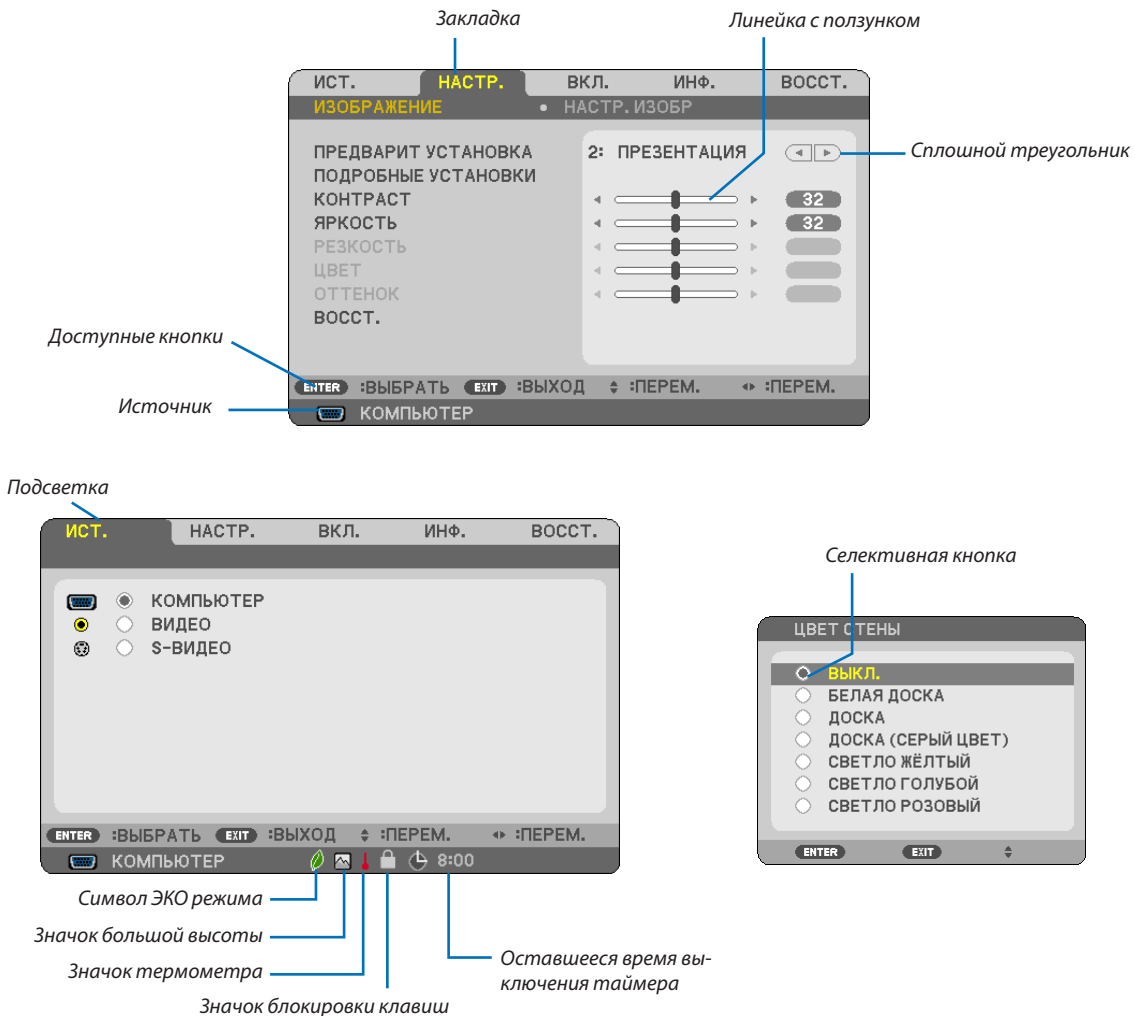 Закладка
Линейка с ползунком
ИСТ. НАСТР. ВКЛ. ИНФ. ВОССТ.
ИЗОБРАЖЕНИЕ • НАСТР. ИЗОБР
ПРЕДВАРИТ УСТАНОВКА 2: ПРЕЗЕНТАЦИЯ
Сплошной треугольник
ПОДРОБНЫЕ УСТАНОВКИ
КОНТРАСТ 32
ЯРКОСТЬ 32
РЕЗКОСТЬ
ЦВЕТ
ОТТЕНОК
ВОССТ.
Доступные кнопки
ENTER :ВЫБРАТЬ EXIT :ВЫХОД :ПЕРЕМ. :ПЕРЕМ.
Источник
КОМПЬЮТЕР
Подсветка
ИСТ. НАСТР. ВКЛ. ИНФ. ВОССТ.
КОМПЬЮТЕР
ВИДЕО
S-ВИДЕО
ENTER :ВЫБРАТЬ EXIT :ВЫХОД :ПЕРЕМ. :ПЕРЕМ.
КОМПЬЮТЕР 8:00
Символ ЭКО режима
Значок большой высоты
Значок термометра
Значок блокировки клавиш
Оставшееся время вы-
ключения таймера
Селективная кнопка
ЦВЕТ СТЕНЫ
ВЫКЛ.
БЕЛАЯ ДОСКА
ДОСКА
ДОСКА (СЕРЫЙ ЦВЕТ)
СВЕТЛО ЖЁЛТЫЙ
СВЕТЛО ГОЛУБОЙ
СВЕТЛО РОЗОВЫЙ
ENTER EXIT